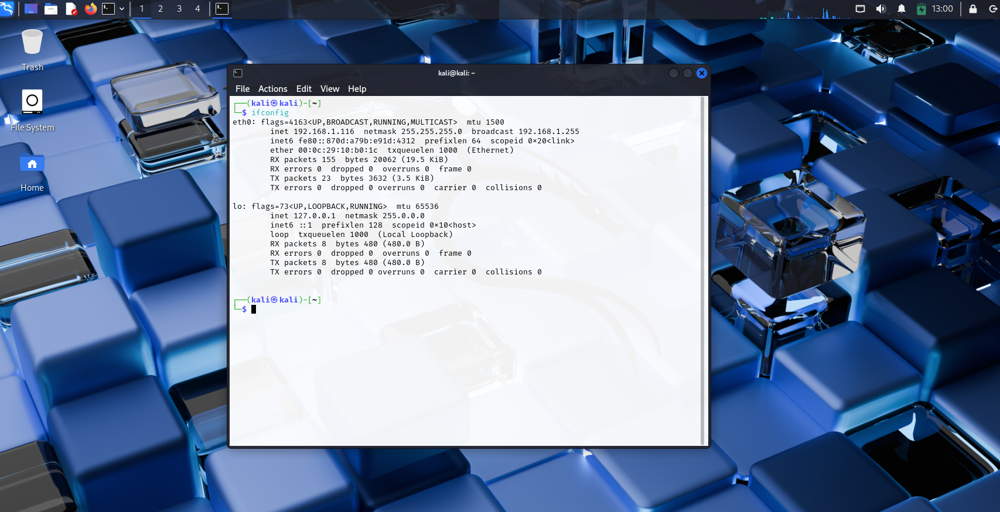 1 2 3 4
13:00
Trash
File System
Home
kali@kali: ~
File Actions Edit View Help
┌──(kali㉿kali)-[~]
└─$ ifconfig
eth0: flags=4163<UP,BROADCAST,RUNNING,MULTICAST>  mtu 1500
        inet 192.168.1.116  netmask 255.255.255.0  broadcast 192.168.1.255
        inet6 fe80::870d:a79b:e91d:4312  prefixlen 64  scopeid 0×20<link>
        ether 00:0c:29:10:b0:1c  txqueuelen 1000  (Ethernet)
        RX packets 155  bytes 20062 (19.5 KiB)
        RX errors 0  dropped 0  overruns 0  frame 0
        TX packets 23  bytes 3632 (3.5 KiB)
        TX errors 0  dropped 0 overruns 0  carrier 0  collisions 0
lo: flags=73<UP,LOOPBACK,RUNNING>  mtu 65536
        inet 127.0.0.1  netmask 255.0.0.0
        inet6 ::1  prefixlen 128  scopeid 0×10<host>
        loop  txqueuelen 1000  (Local Loopback)
        RX packets 8  bytes 480 (480.0 B)
        RX errors 0  dropped 0  overruns 0  frame 0
        TX packets 8  bytes 480 (480.0 B)
        TX errors 0  dropped 0 overruns 0  carrier 0  collisions 0
┌──(kali㉿kali)-[~]
└─$